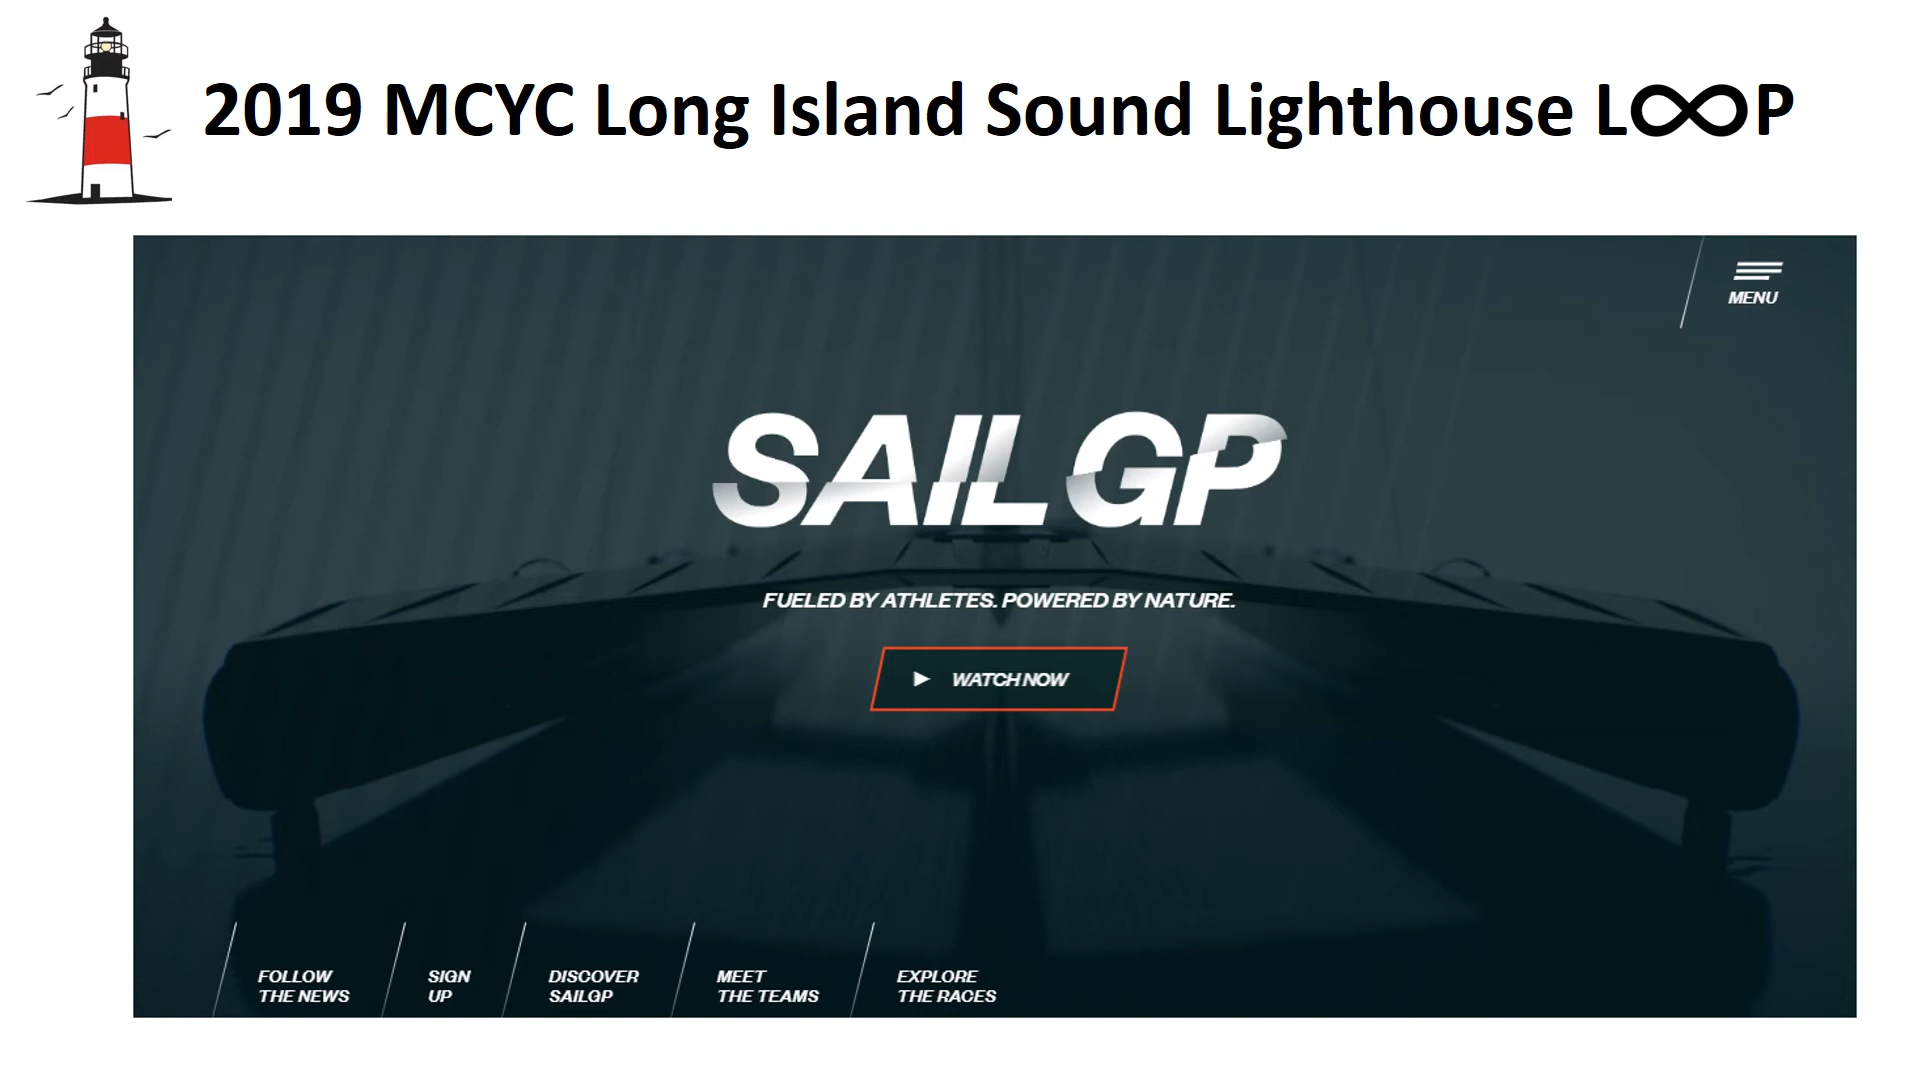 2019 MCYC Long Island Sound Lighthouse L∞P
MENU
SAIL GP
FUELED BY ATHLETES. POWERED BY NATURE.
WATCH NOW
FOLLOW
THE NEWS
SIGN
UP
DISCOVER
SAILGP
MEET
THE TEAMS
EXPLORE
THE RACES